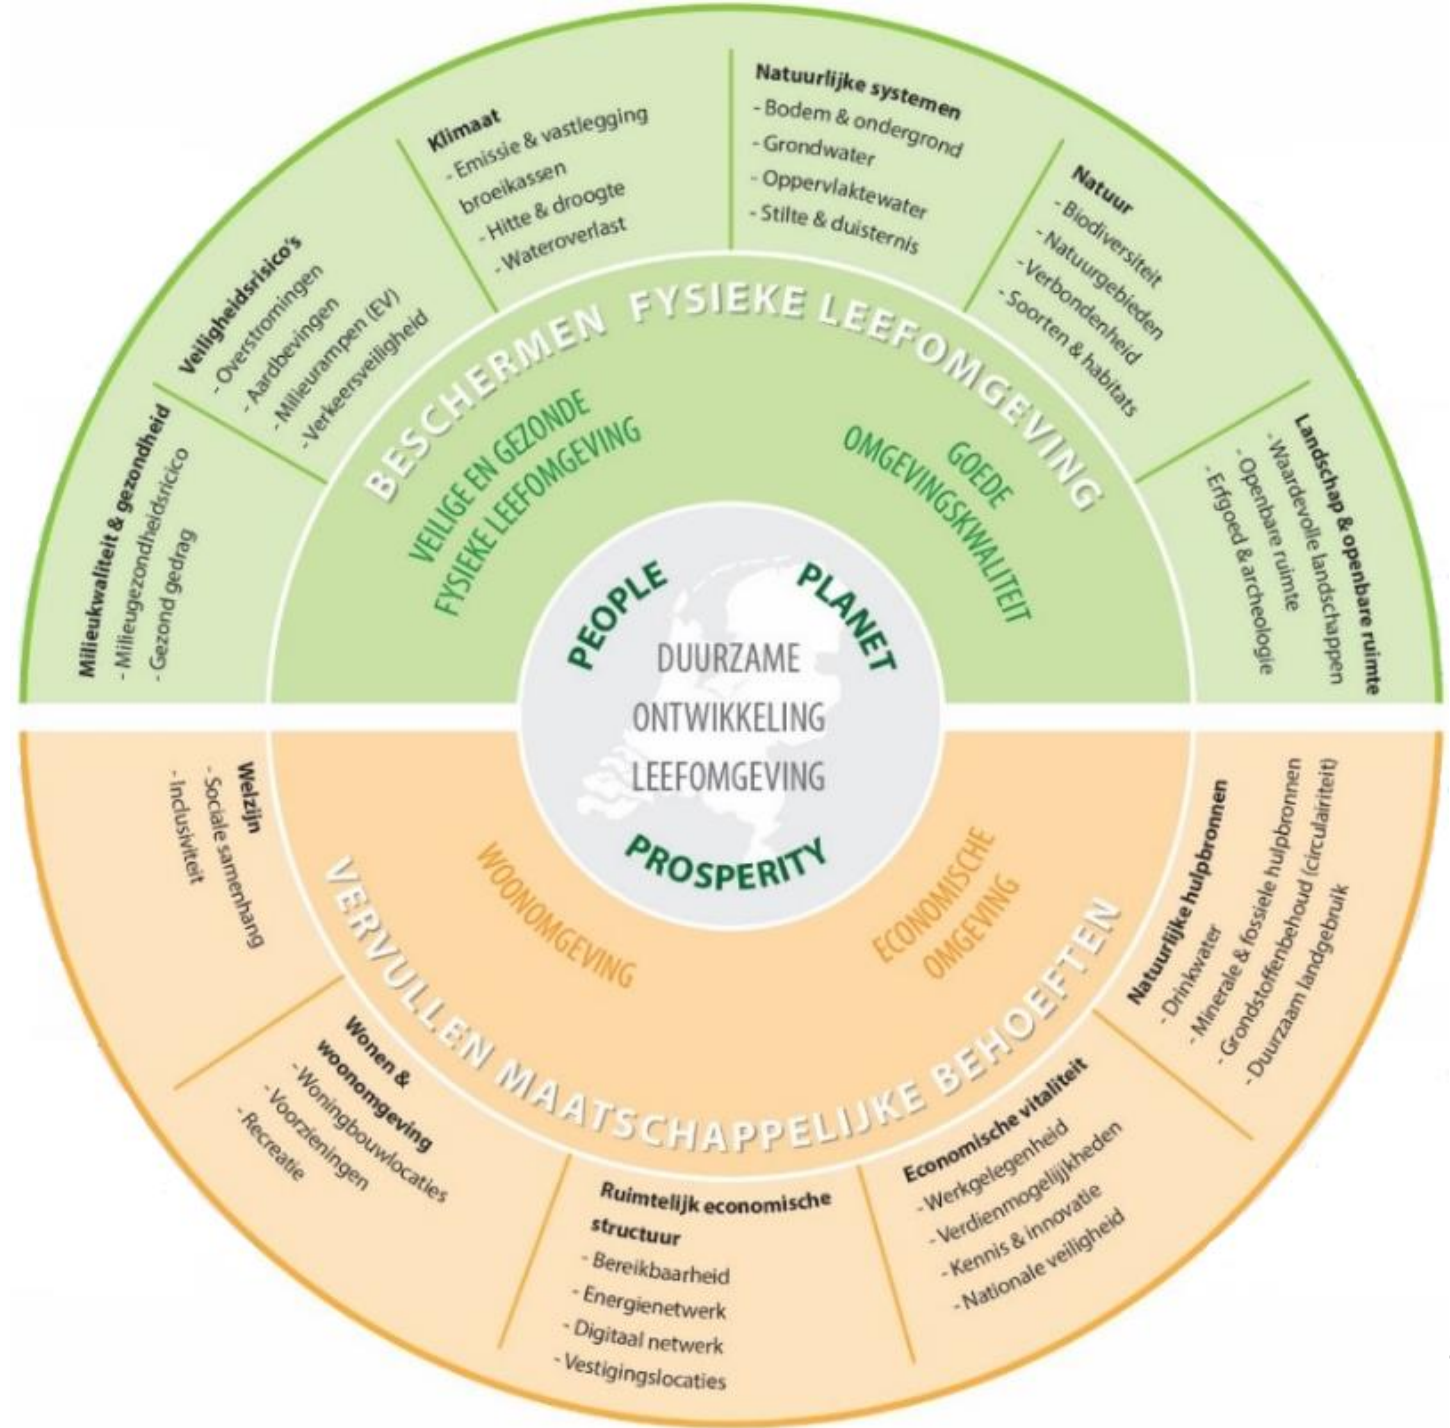 Klimaat
- Emissie & vastlegging
broeikassen
- Hitte & droogte
- Wateroverlast
Natuurlijke systemen
- Bodem & ondergrond
- Grondwater
- Oppervlaktewater
- Stilte & duisternis
Natuur
- Biodiversiteit
- Natuurgebieden
- Verbondenheid
- Soorten & habitats
Veiligheidsrisico's
- Overstromingen
- Aardbevingen
- Milieurampen (EV)
- Verkeersveiligheid
Milieukwaliteit & gezondheid
- Milieugezondheidsricico
- Gezond gedrag
Landschap & openbare ruimte
- Waardevolle landschappen
- Openbare ruimte
- Erfgoed & archeologie
BESCHERMEN FYSIEKE LEEFOMGEVING
VEILIGE EN GEZONDE
FYSIEKE LEEFOMGEVING
GOEDE
OMGEVINGSKWALITEIT
PEOPLE
PLANET
DUURZAME
ONTWIKKELING
LEEFOMGEVING
PROSPERITY
WOONOMGEVING
ECONOMISCHE
OMGEVING
VERVULLEN MAATSCHAPPELIJKE BEHOEFTEN
Welzijn
- Sociale samenhang
- Inclusiviteit
Wonen &
woonomgeving
- Woningbouwlocaties
- Voorzieningen
- Recreatie
Ruimtelijk economische
structuur
- Bereikbaarheid
- Energienetwerk
- Digitaal netwerk
- Vestigingslocaties
Economische vitaliteit
- Werkgelegenheid
- Verdienmogelijkheden
- Kennis & innovatie
- Nationale veiligheid
Natuurlijke hulpbronnen
- Drinkwater
- Minerale & fossiele hulpbronnen
- Grondstoffenbehoud (circulairiteit)
- Duurzaam landgebruik